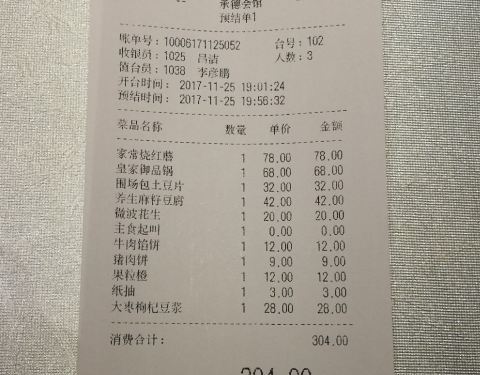 承德会馆
预结单1
账单号: 10006171125052 台号: 102
收银员: 1025 吕洁 人数: 3
值台员: 1038 李彦鹏
开台时间: 2017-11-25 19:01:24
预结时间: 2017-11-25 19:56:32
菜品名称 数量 单价 金额
家常烧红蘑 1 78.00 78.00
皇家御品锅 1 68.00 68.00
围场包土豆片 1 32.00 32.00
养生麻籽豆腐 1 42.00 42.00
微波花生 1 20.00 20.00
主食起叫 1 0.00 0.00
牛肉馅饼 1 12.00 12.00
猪肉饼 1 9.00 9.00
果粒橙 1 12.00 12.00
纸抽 1 3.00 3.00
大枣枸杞豆浆 1 28.00 28.00
消费合计: 304.00
304.00